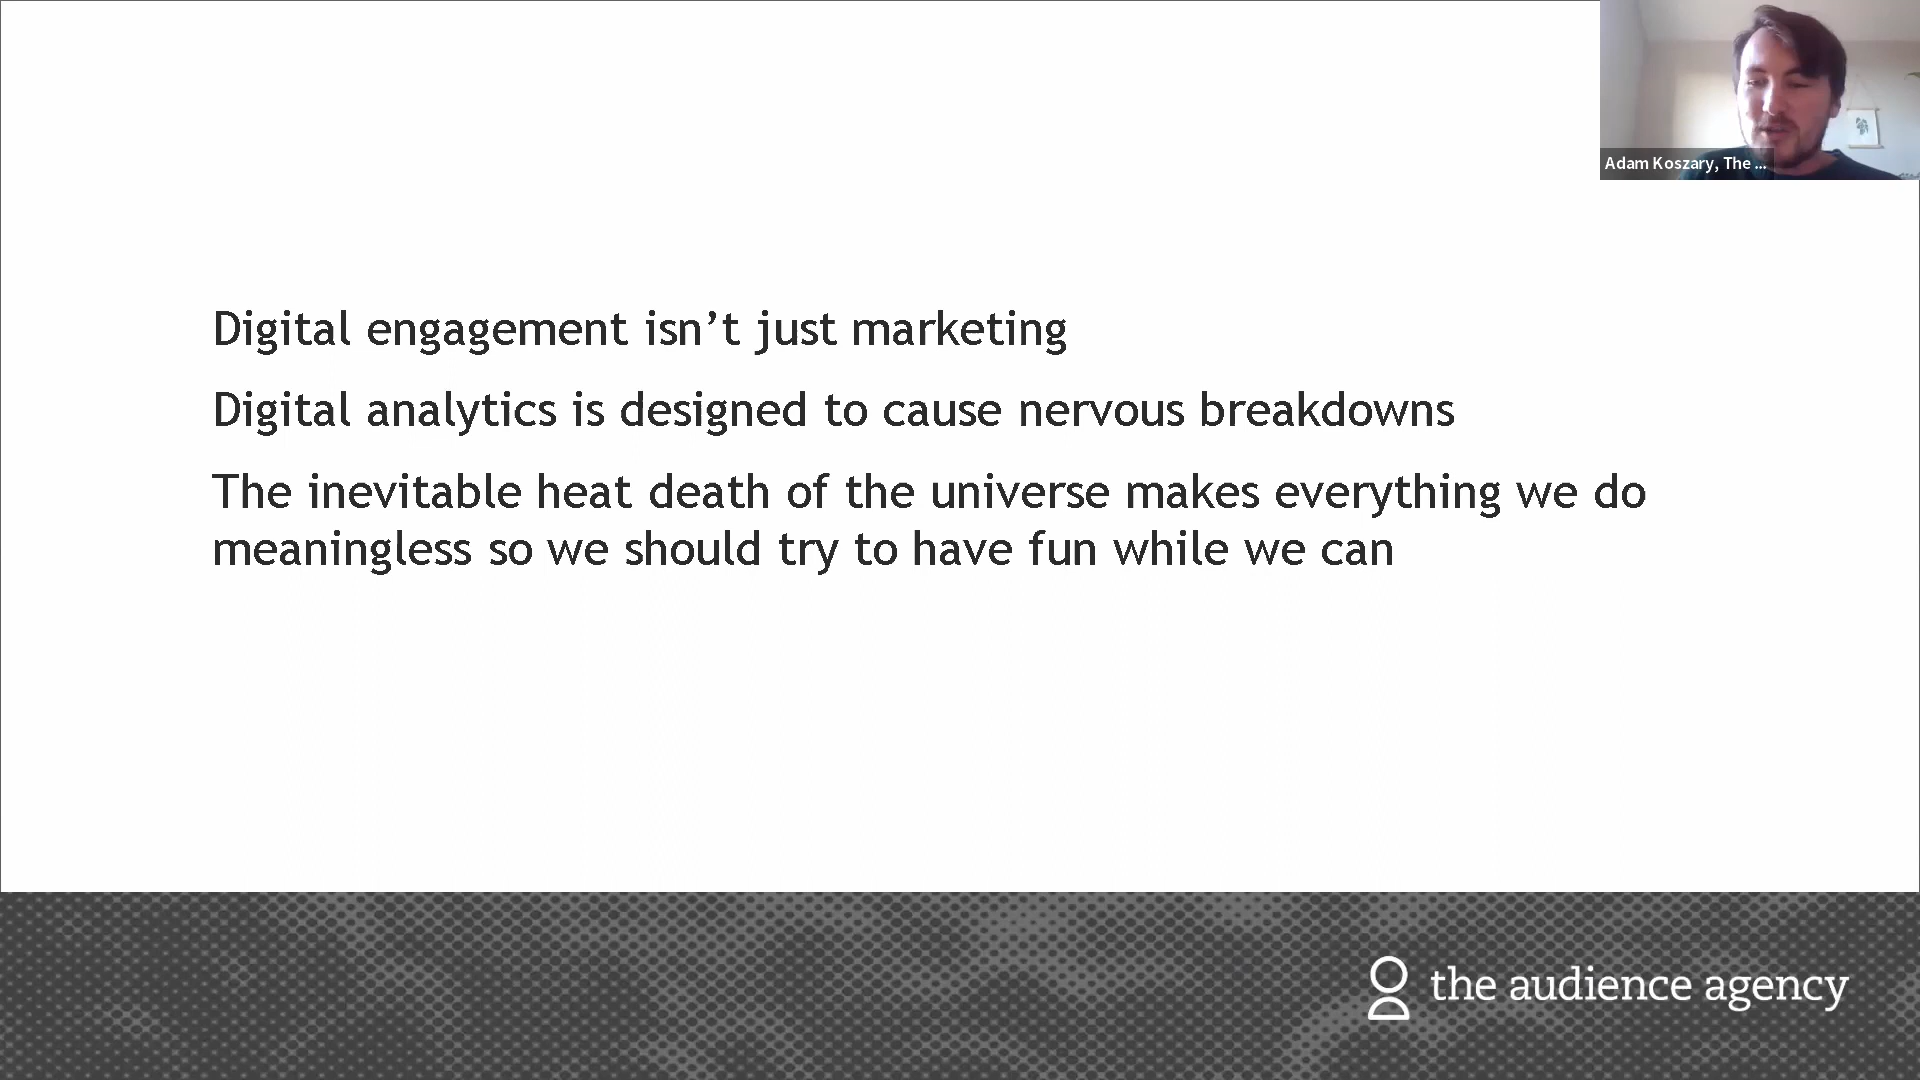 Adam Koszary, The ...
Digital engagement isn’t just marketing
Digital analytics is designed to cause nervous breakdowns
The inevitable heat death of the universe makes everything we do
meaningless so we should try to have fun while we can
the audience agency